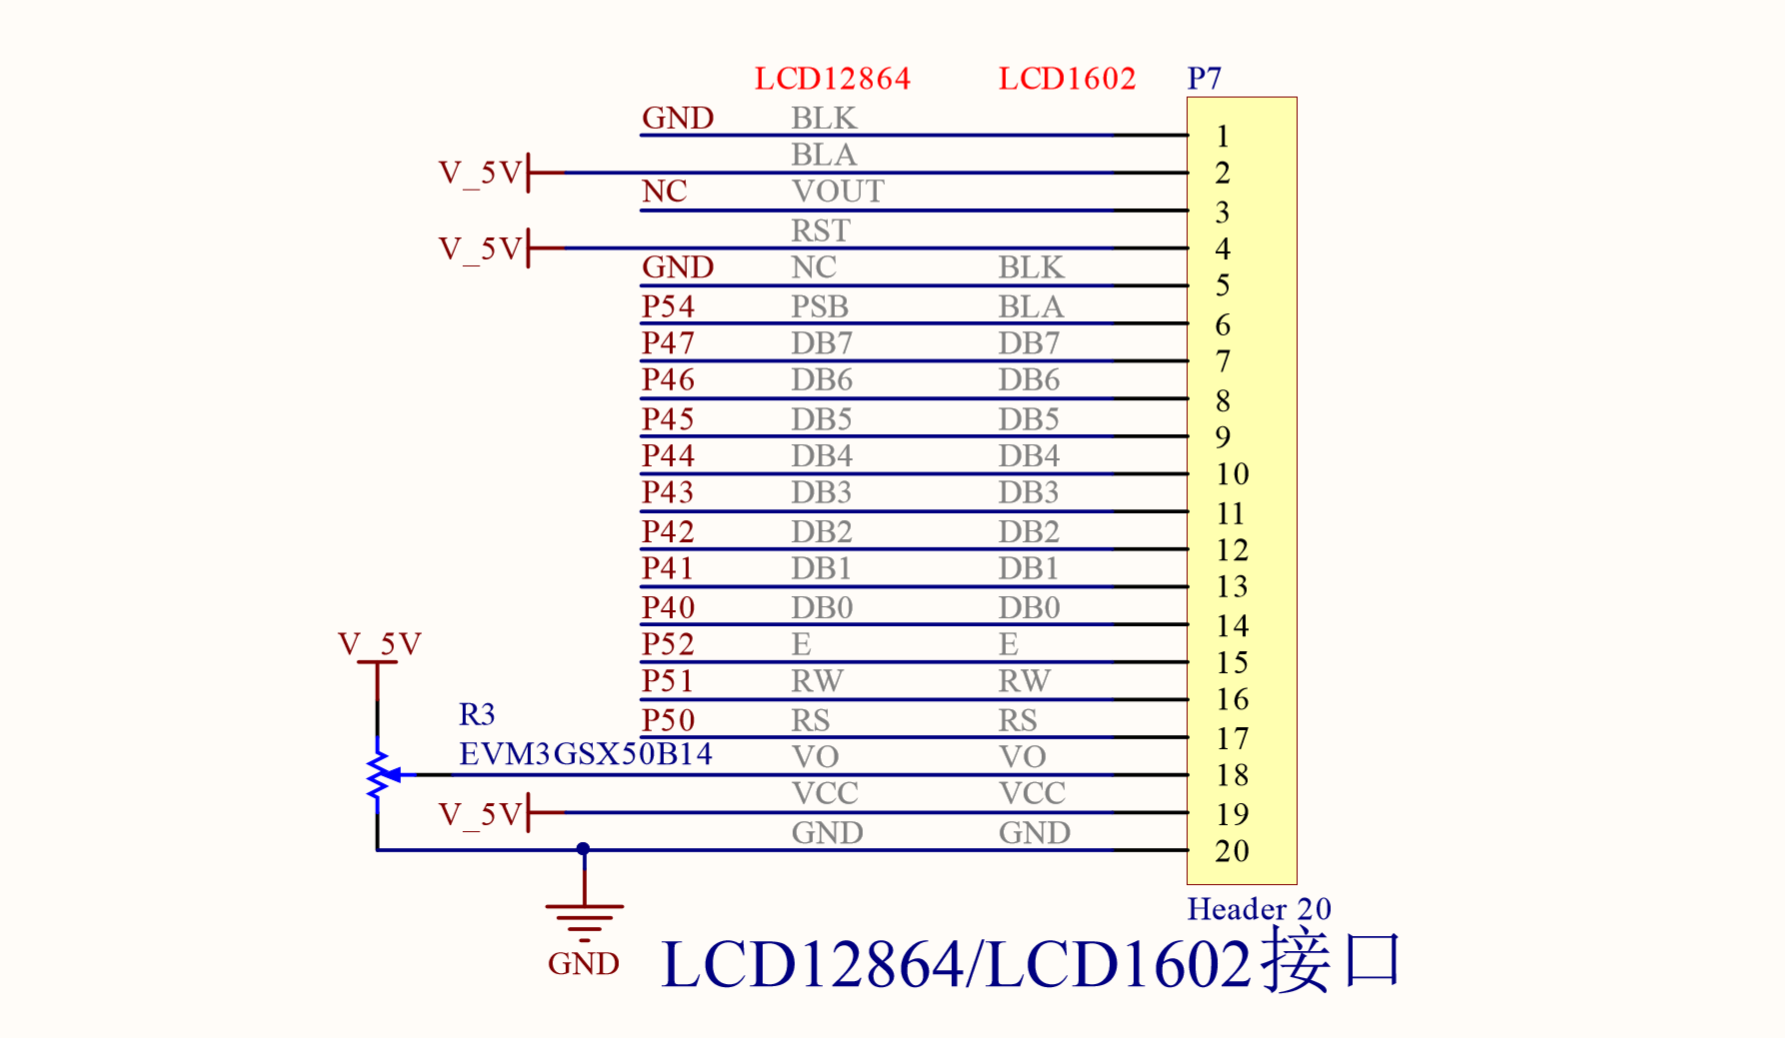 LCD12864 LCD1602 P7
GND BLK 1
V_5V BLA 2
NC VOUT 3
V_5V RST 4
GND NC BLK 5
P54 PSB BLA 6
P47 DB7 DB7 7
P46 DB6 DB6 8
P45 DB5 DB5 9
P44 DB4 DB4 10
P43 DB3 DB3 11
P42 DB2 DB2 12
P41 DB1 DB1 13
P40 DB0 DB0 14
V_5V P52 E E 15
P51 RW RW 16
R3 P50 RS RS 17
EVM3GSX50B14 VO VO 18
V_5V VCC VCC 19
GND GND 20
Header 20
GND
LCD12864/LCD1602接口